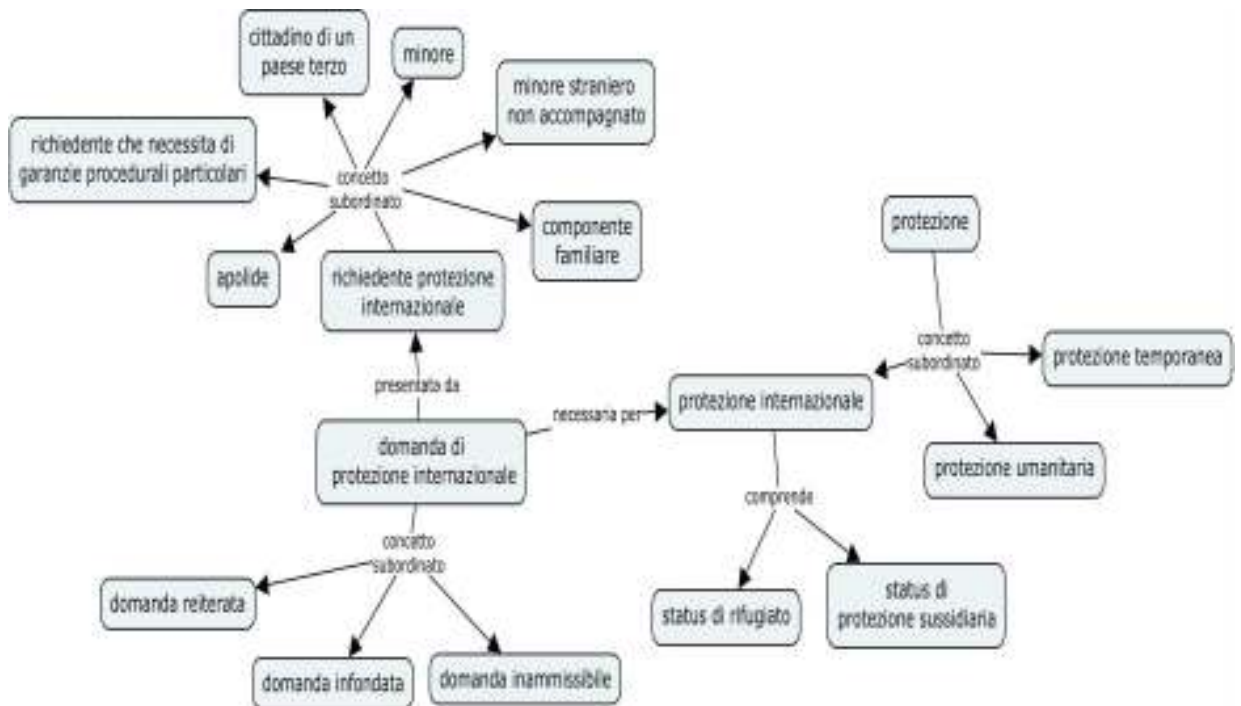 cittadino di un
paese terzo
minore
minore straniero
non accompagnato
richiedente che necessita di
garanzie procedurali particolari
concetto
subordinato
componente
familiare
apolide
richiedente protezione
internazionale
protezione
concetto
subordinato
protezione temporanea
presentata da
necessaria per
protezione internazionale
domanda di
protezione internazionale
protezione umanitaria
comprende
concetto
subordinato
domanda reiterata
status di rifugiato
status di
protezione sussidiaria
domanda infondata
domanda inammissibile